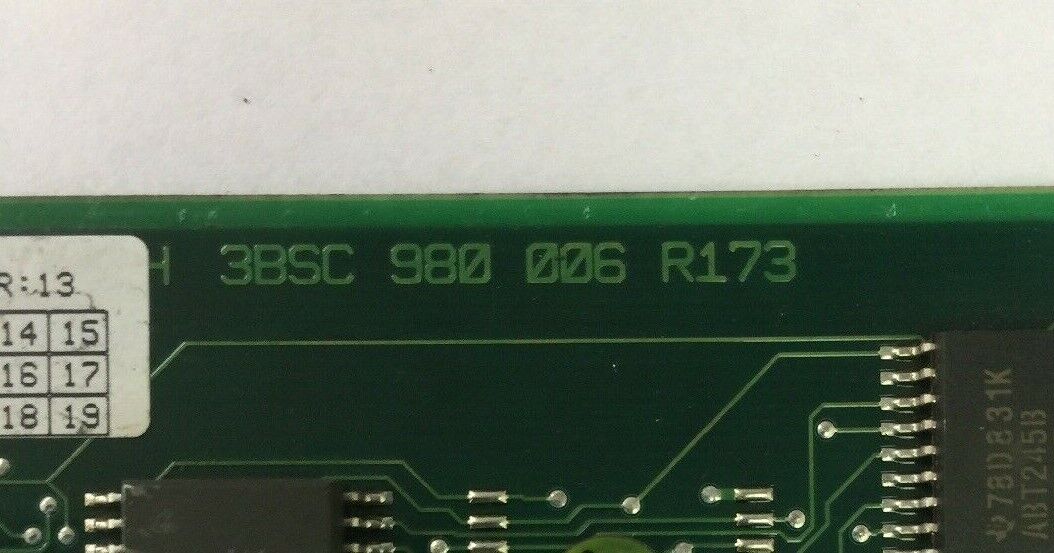 H 3BSC 980 006 R173
R:13
14 15
16 17
18 19
78D831K
ABT245B